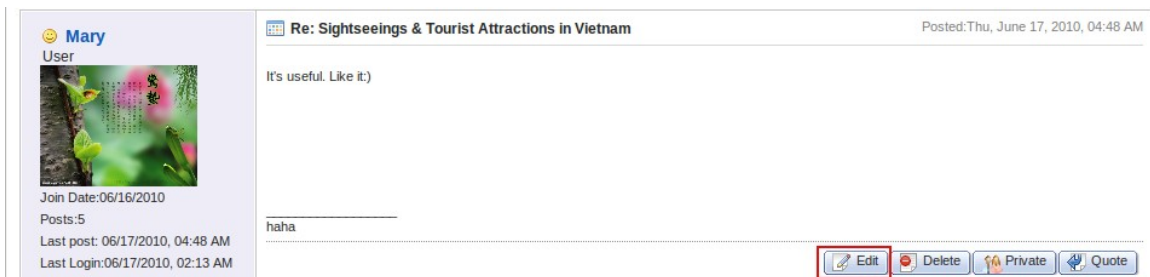 Mary
User
鶯
熱
Join Date:06/16/2010
Posts:5
Last post: 06/17/2010, 04:48 AM
Last Login:06/17/2010, 02:13 AM
Re: Sightseeings & Tourist Attractions in Vietnam
Posted:Thu, June 17, 2010, 04:48 AM
It's useful. Like it:)
haha
Edit
Delete
Private
Quote